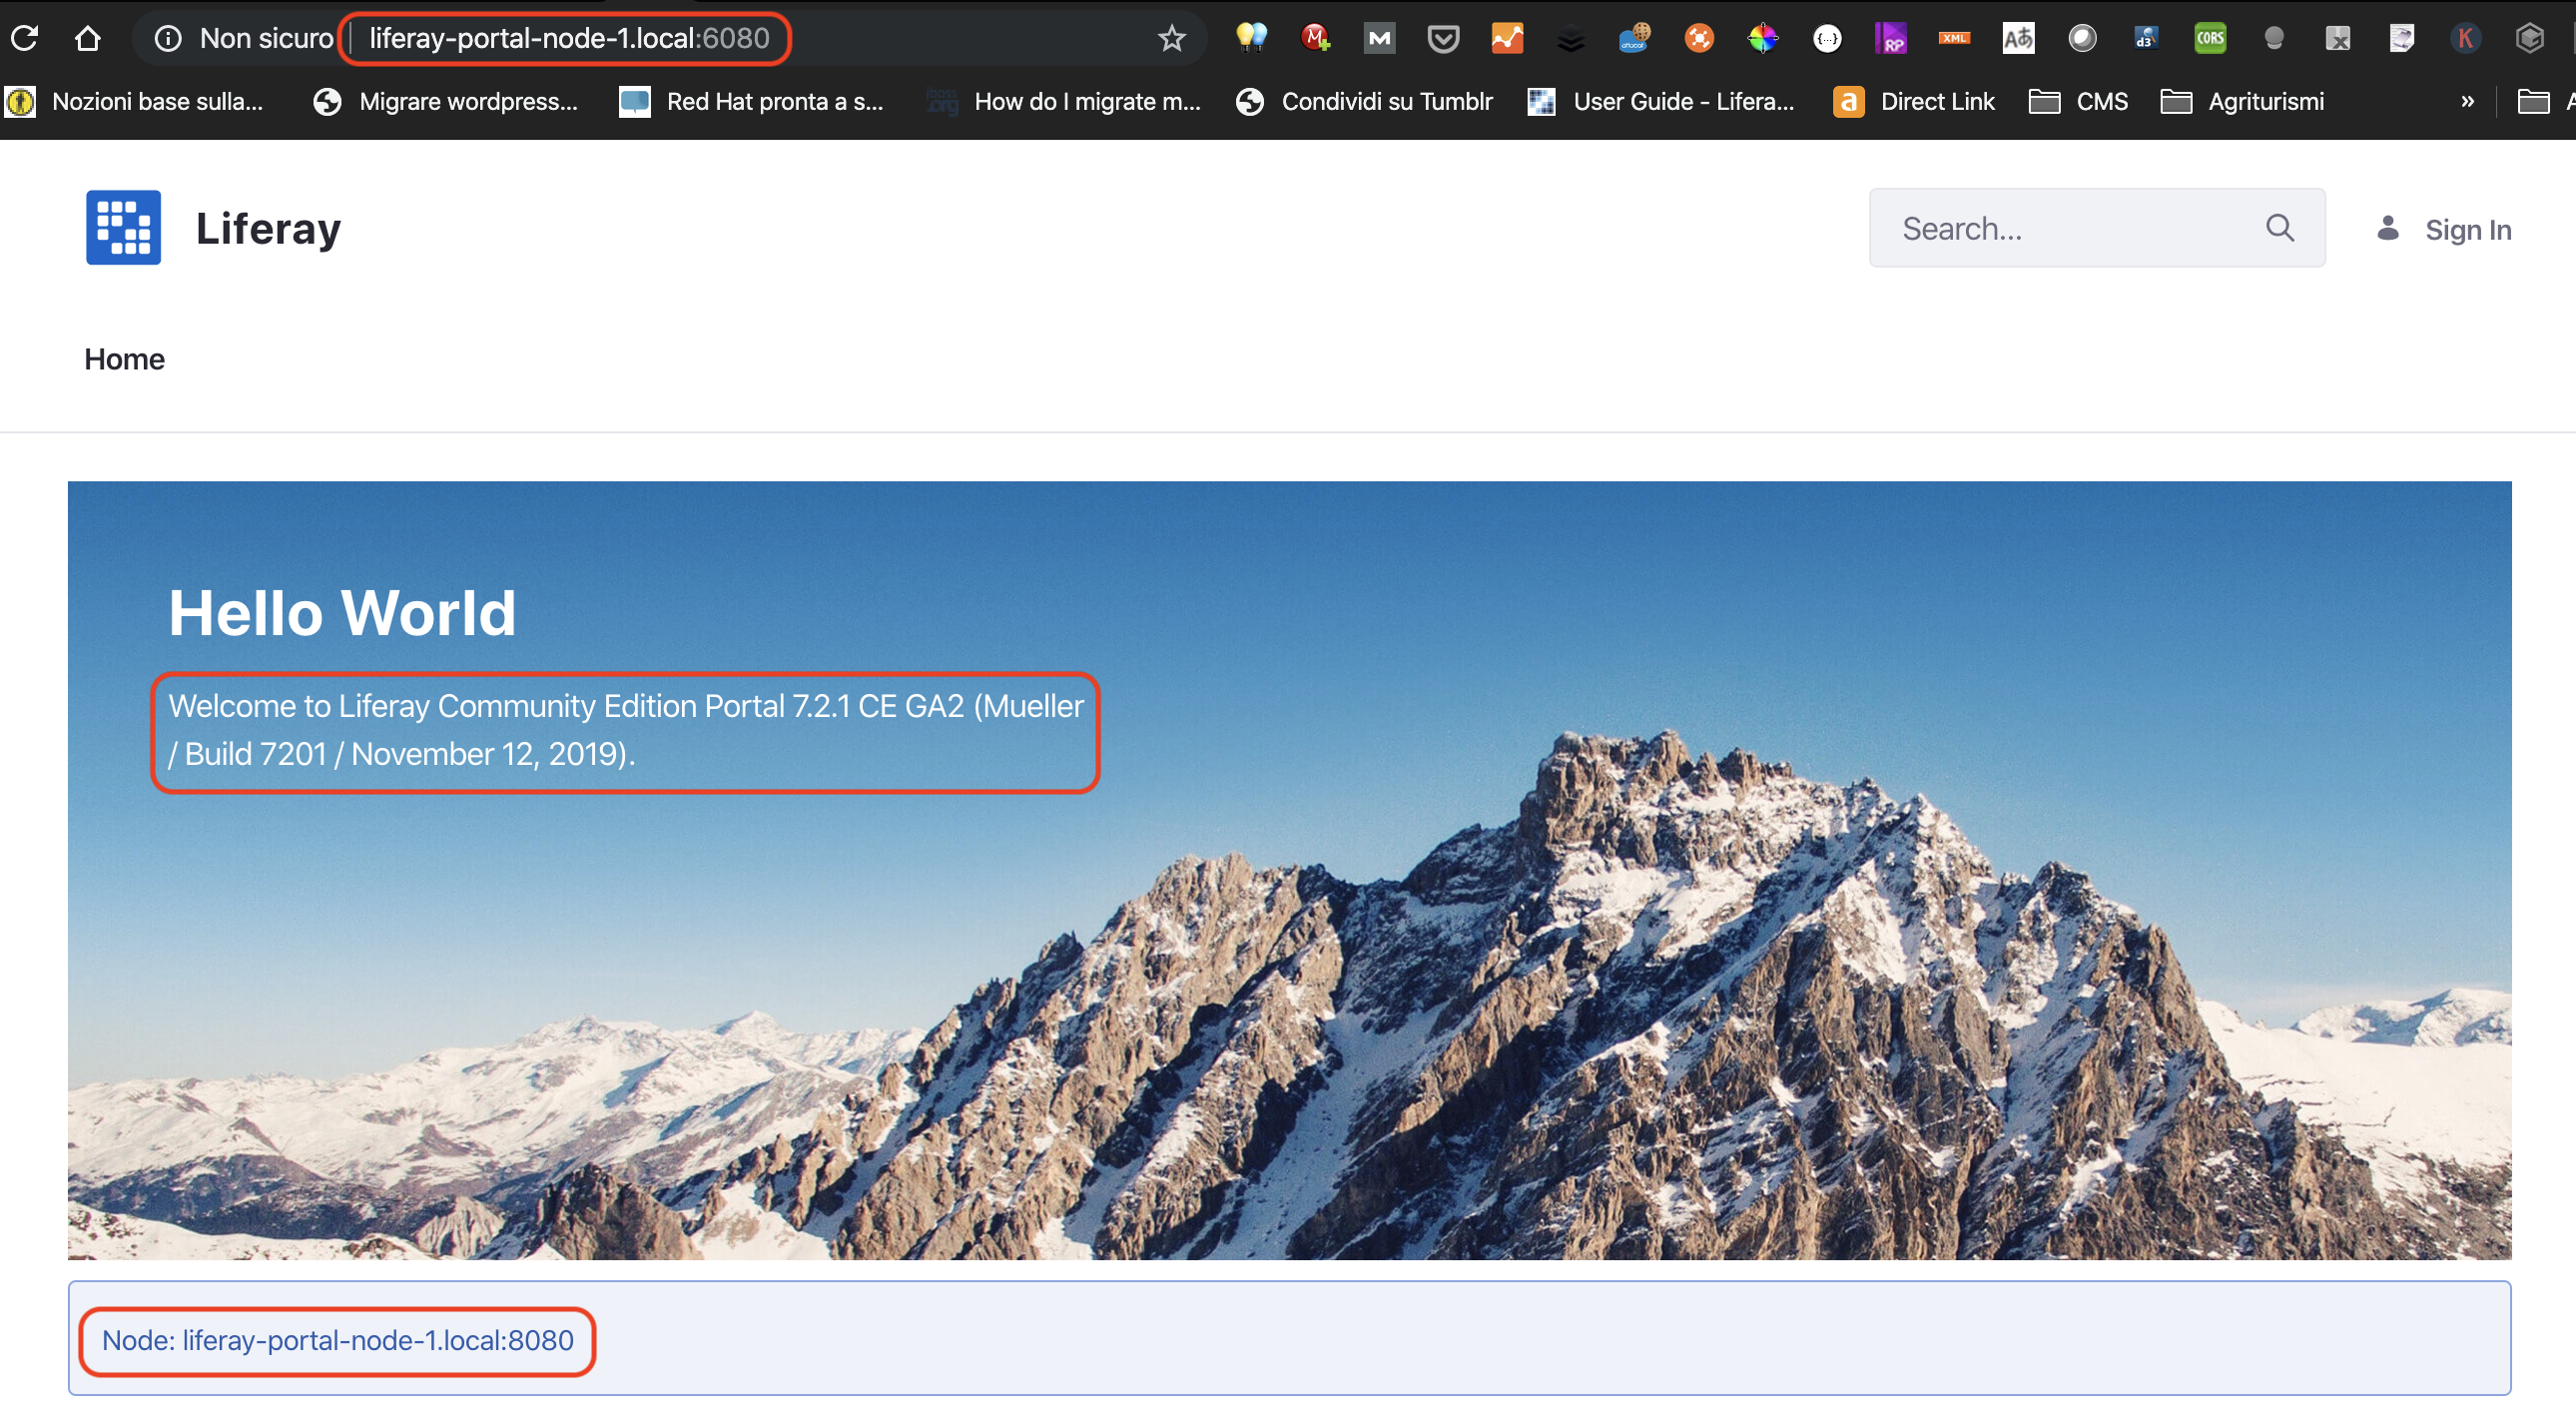 Non sicuro | liferay-portal-node-1.local:6080
Nozioni base sulla... Migrare wordpress... Red Hat pronta a s... How do I migrate m... Condividi su Tumblr User Guide - Lifera... Direct Link CMS Agriturismi »
Liferay
Search...
Sign In
Home
Hello World
Welcome to Liferay Community Edition Portal 7.2.1 CE GA2 (Mueller
/ Build 7201 / November 12, 2019).
Node: liferay-portal-node-1.local:8080